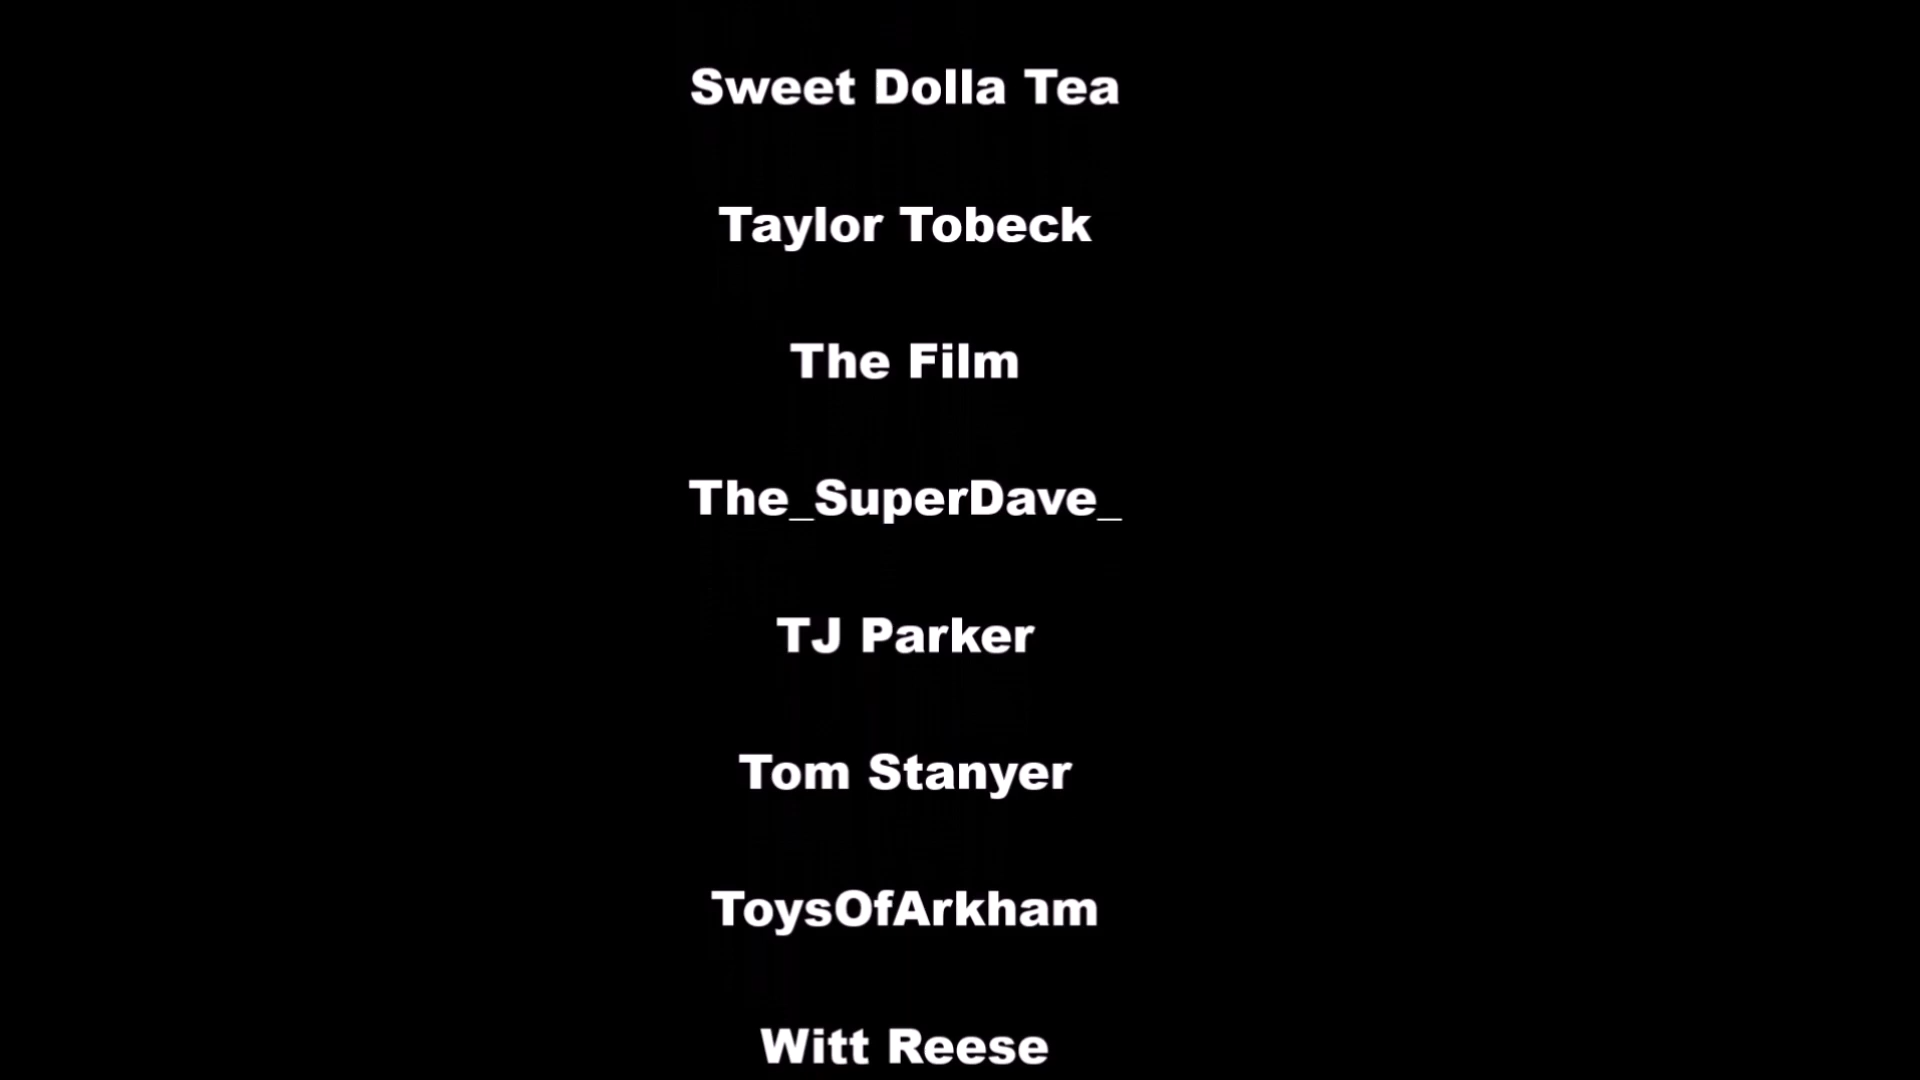 Sweet Dolla Tea
Taylor Tobeck
The Film
The_SuperDave_
TJ Parker
Tom Stanyer
ToysOfArkham
Witt Reese